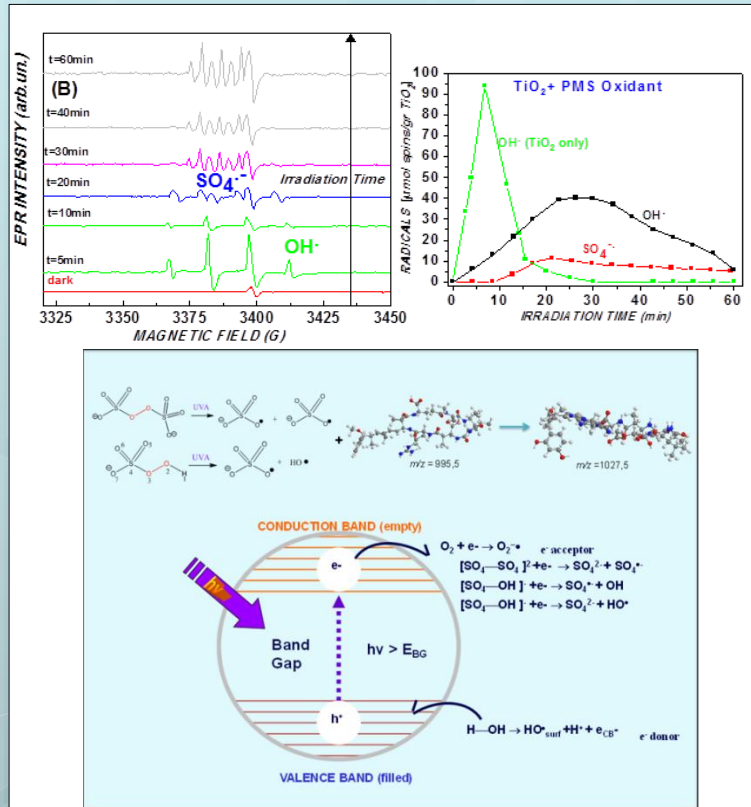 EPR INTENSITY (arb.un.)
t=60min
(B)
t=40min
t=30min
SO₄·⁻
Irradiation Time
t=20min
t=10min
OH·
t=5min
dark
3325 3350 3375 3400 3425 3450
MAGNETIC FIELD (G)
RADICALS [μmol spins/gr TiO₂]
100
90
80
70
60
50
40
30
20
10
0
TiO₂+ PMS Oxidant
OH· (TiO₂ only)
OH·
SO₄·⁻
0 10 20 30 40 50 60
IRRADIATION TIME (min)
UVA
+
UVA
+ HO●
+
m/z = 995,5
m/z =1027,5
CONDUCTION BAND (empty)
e-
O₂ + e- → O₂⁻• e⁻ acceptor
[SO₄—SO₄ ]²⁻+e- → SO₄²⁻ + SO₄•⁻
[SO₄—OH ]⁻+e- → SO₄•⁻ + OH
[SO₄—OH ]⁻+e- → SO₄²⁻ + HO•
hν
Band
Gap
hν > E_BG
h⁺
H—OH → HO•surf +H⁺ + e_CB⁻
e⁻ donor
VALENCE BAND (filled)